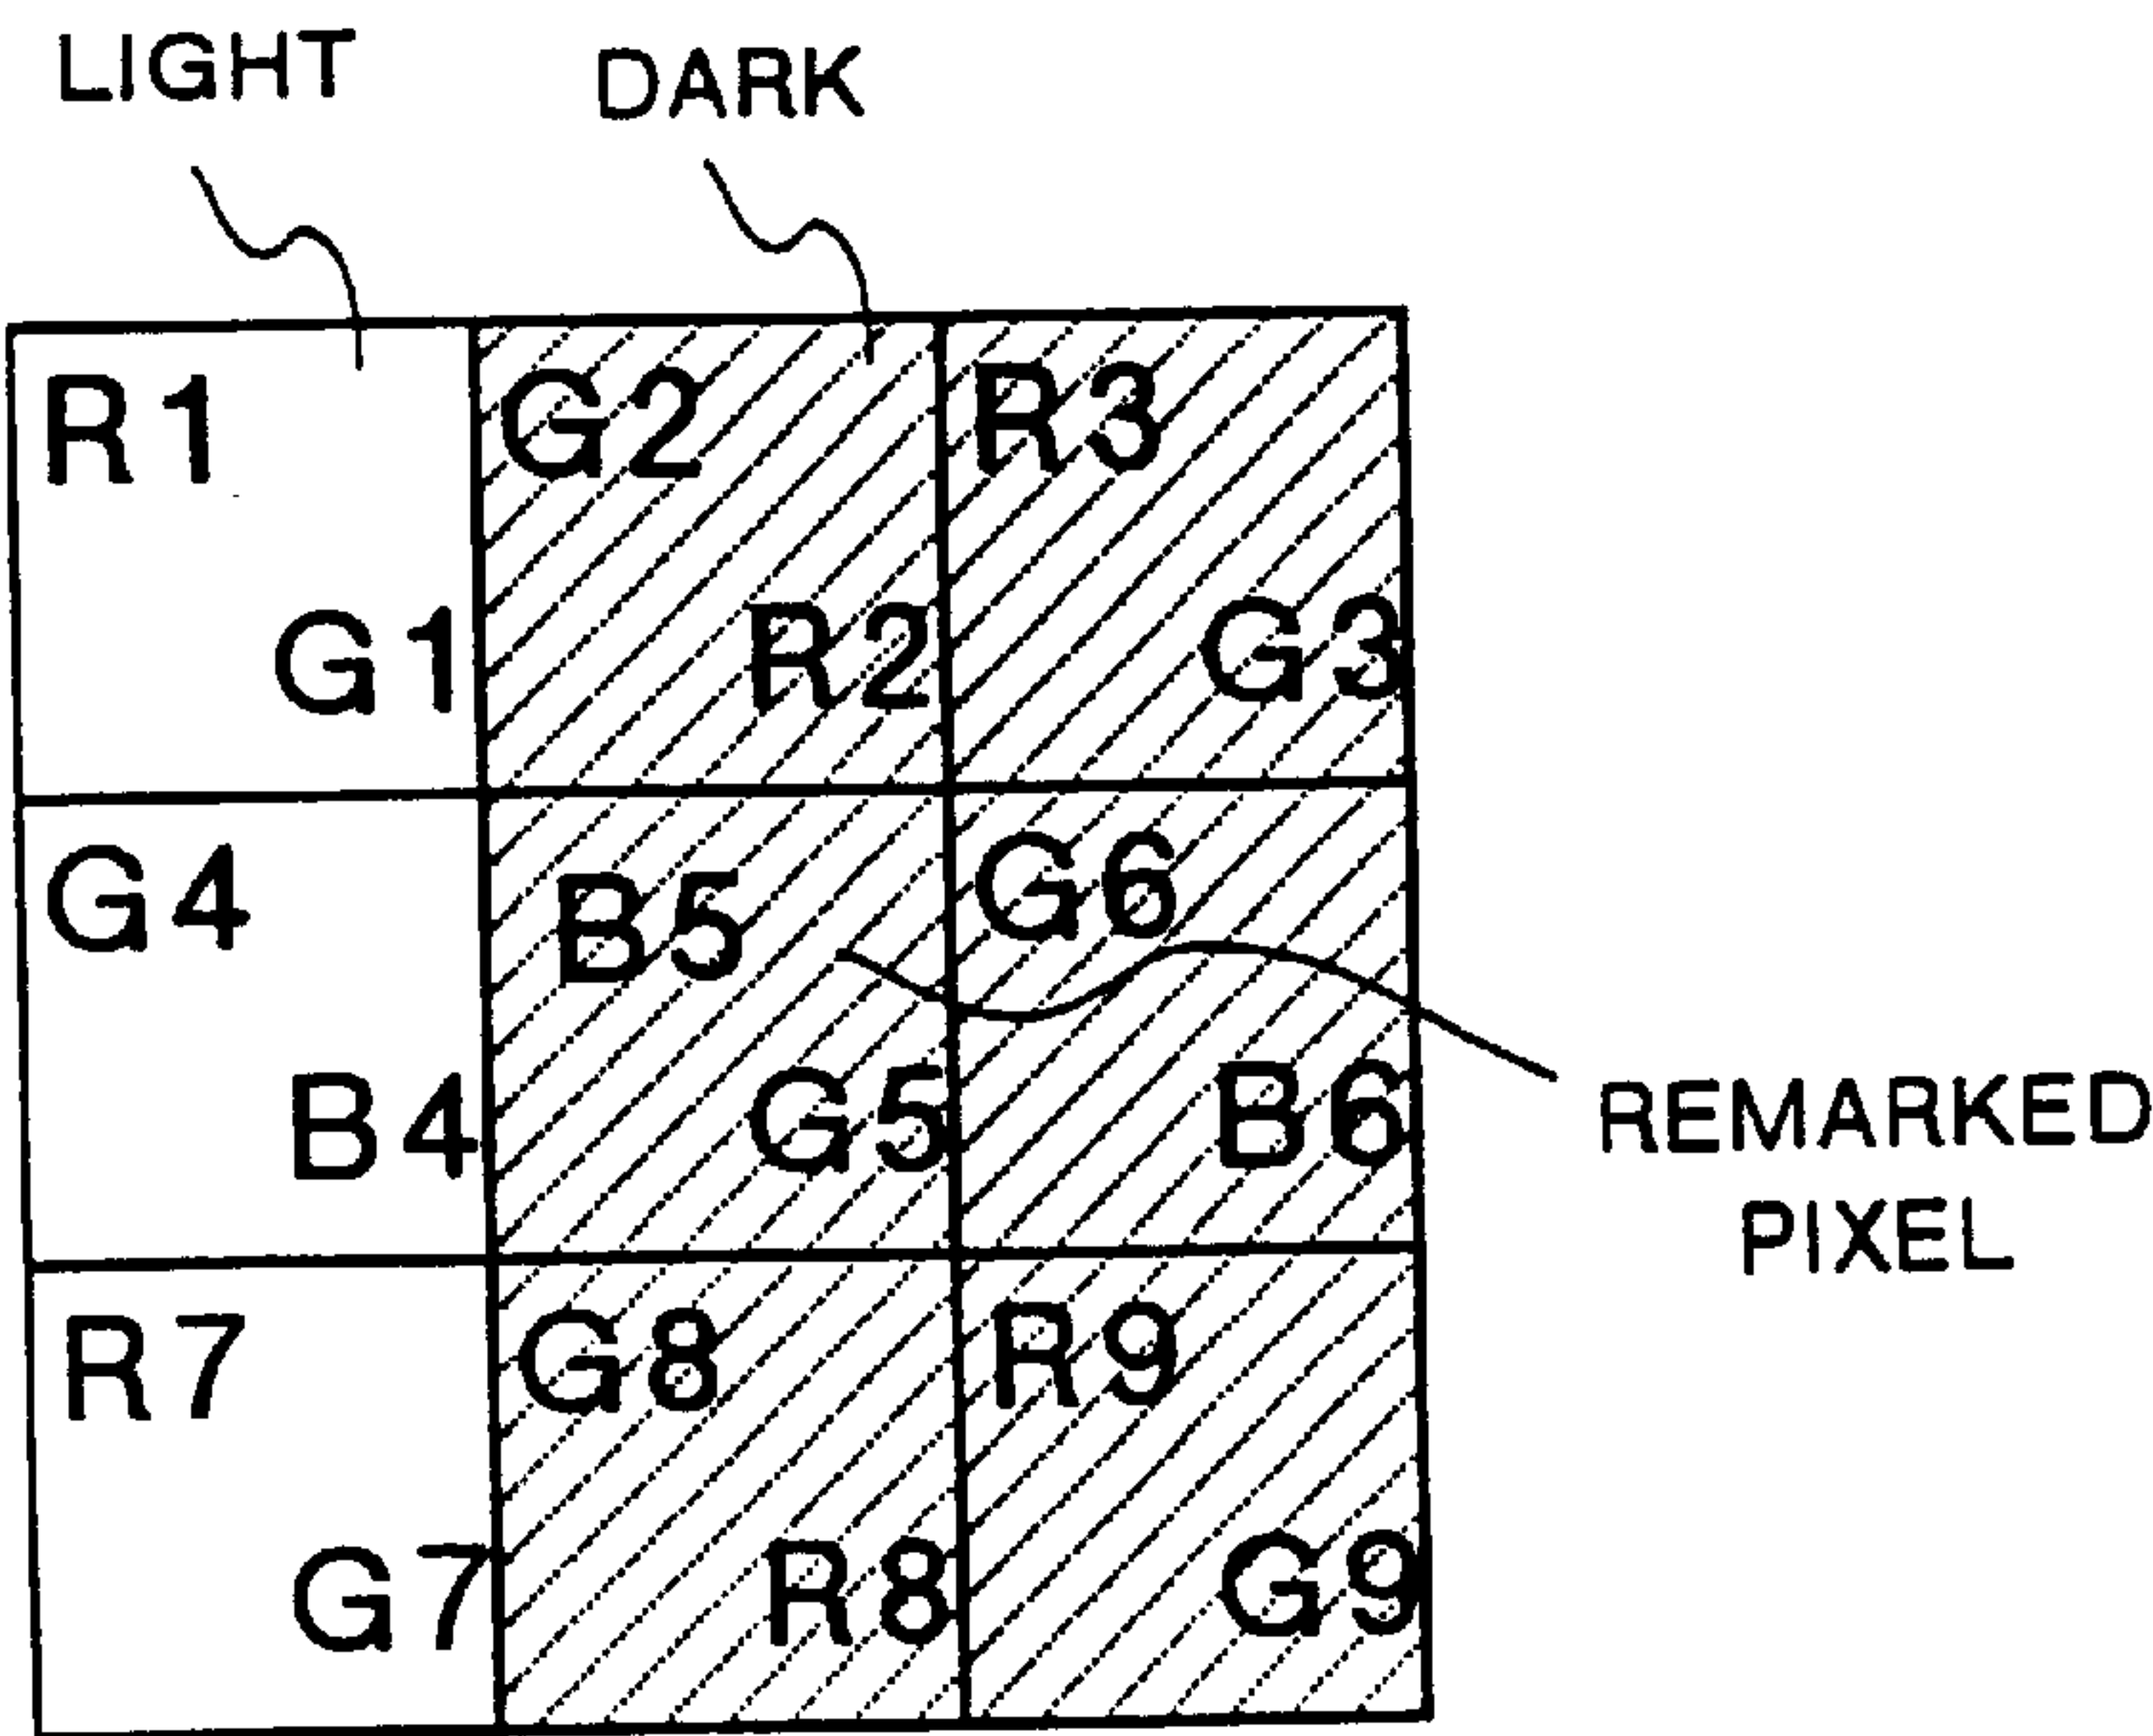 LIGHT DARK
R1 G2 R3
G1 R2 G3
G4 B5 G6
B4 G5 B6
REMARKED
PIXEL
R7 G8 R9
G7 R8 G9